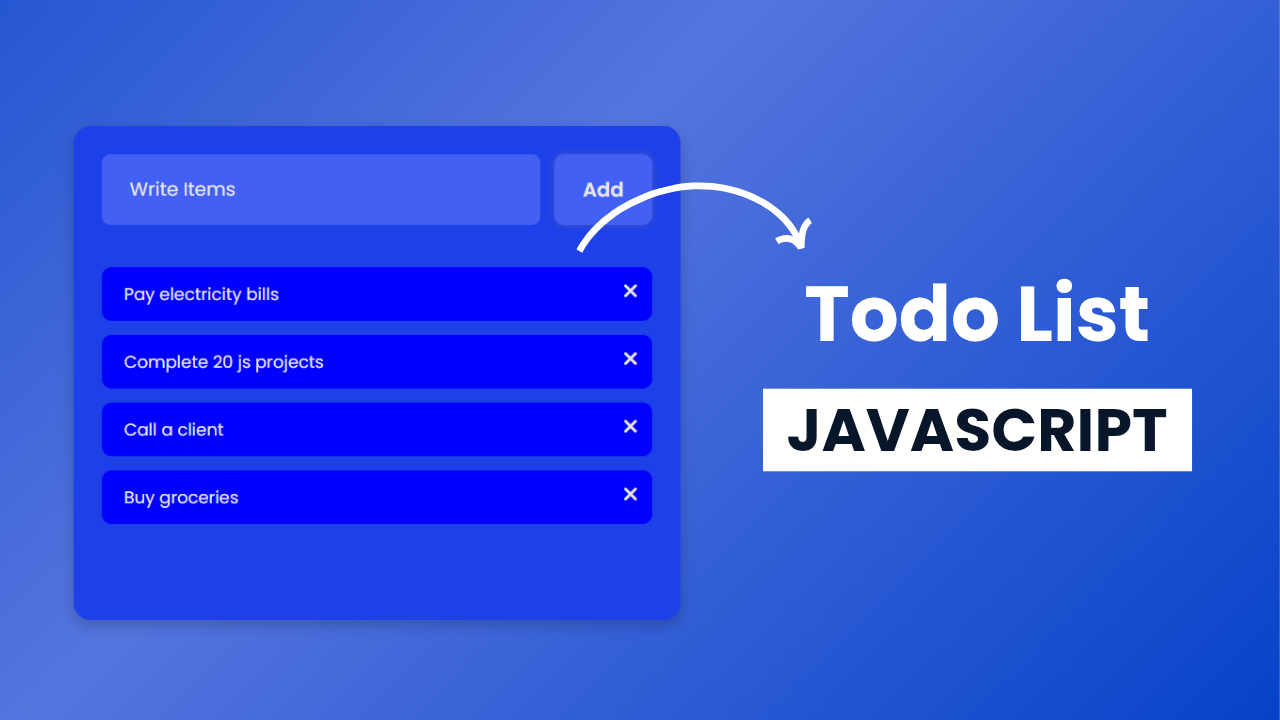 Write Items
Add
Pay electricity bills
×
Complete 20 js projects
×
Call a client
×
Buy groceries
×
Todo List
JAVASCRIPT